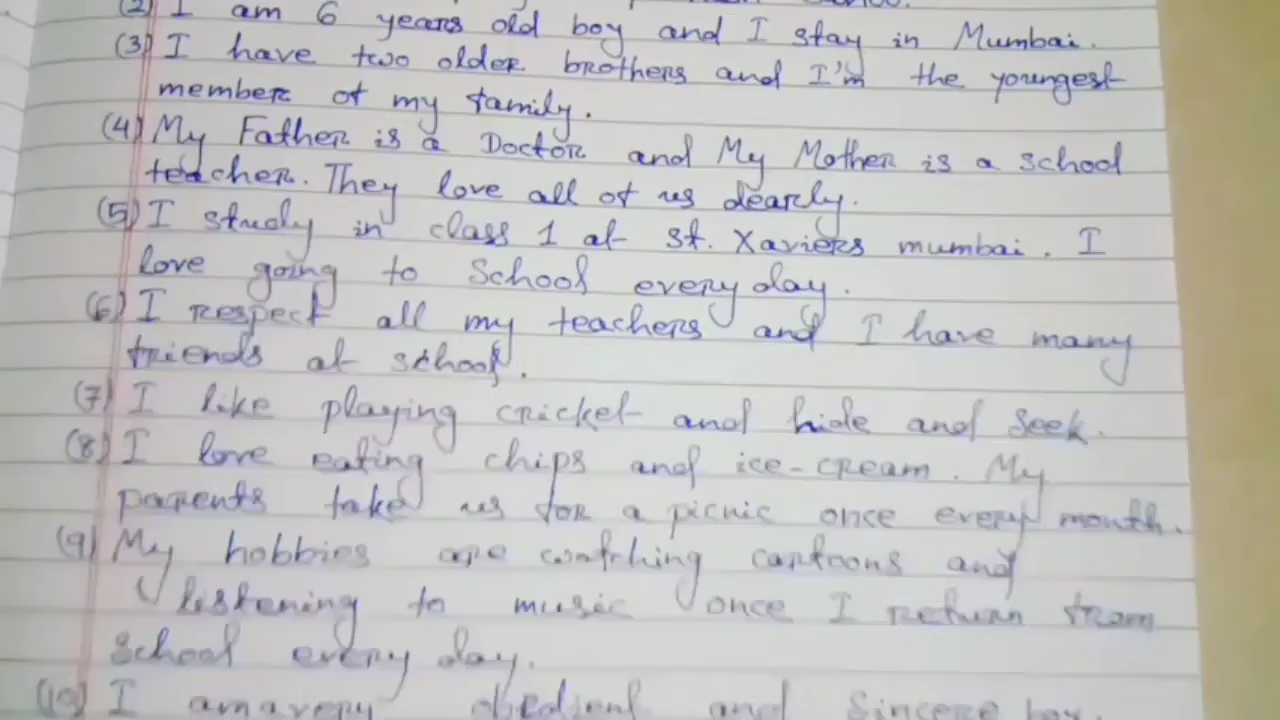 (2) I am 6 years old boy and I stay in Mumbai.
(3) I have two older brothers and I'm the youngest
member of my family.
(4) My Father is a Doctor and My Mother is a school
teacher. They love all of us dearly.
(5) I study in class 1 at St. Xaviers mumbai. I
love going to School every day.
(6) I respect all my teachers and I have many
friends at school.
(7) I like playing cricket and hide and seek.
(8) I love eating chips and ice-cream. My
parents take us for a picnic once every month.
(9) My hobbies are watching cartoons and
listening to music once I return from
school every day.
(10) I am a very obedient and sincere boy.